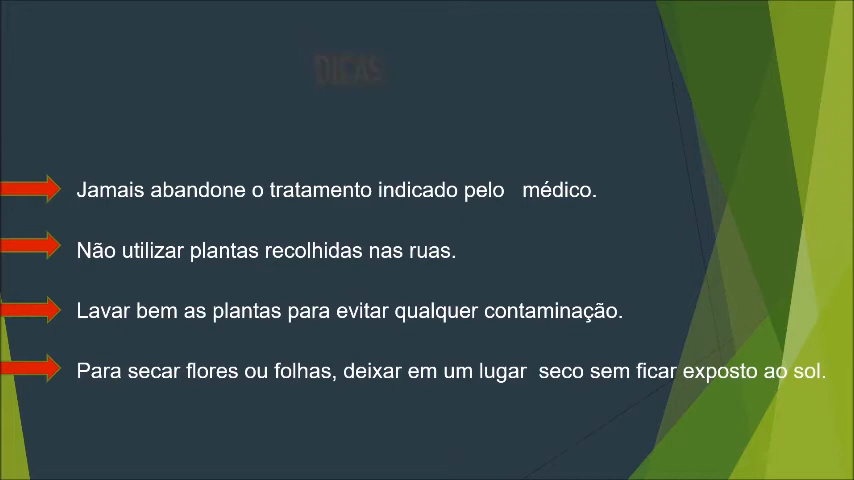 DICAS
Jamais abandone o tratamento indicado pelo médico.
Não utilizar plantas recolhidas nas ruas.
Lavar bem as plantas para evitar qualquer contaminação.
Para secar flores ou folhas, deixar em um lugar seco sem ficar exposto ao sol.